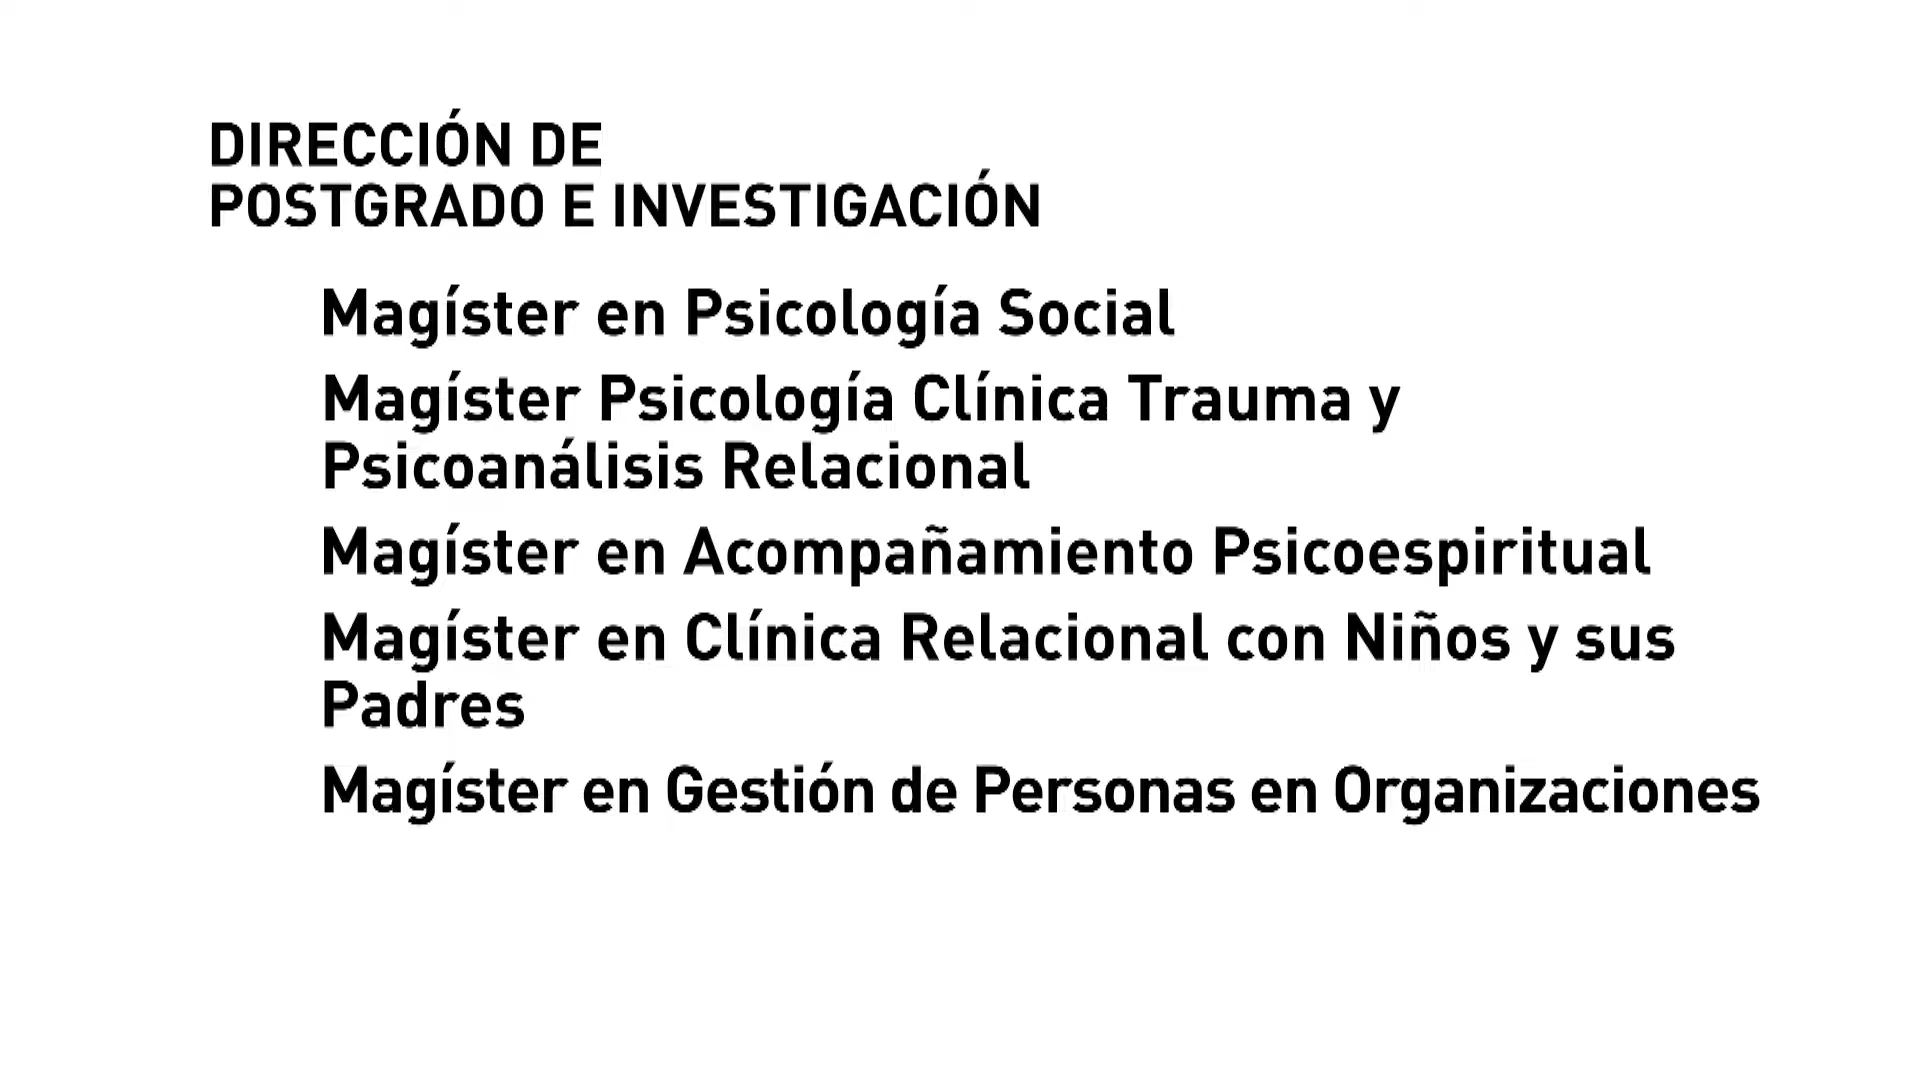 DIRECCIÓN DE
POSTGRADO E INVESTIGACIÓN
Magíster en Psicología Social
Magíster Psicología Clínica Trauma y
Psicoanálisis Relacional
Magíster en Acompañamiento Psicoespiritual
Magíster en Clínica Relacional con Niños y sus
Padres
Magíster en Gestión de Personas en Organizaciones